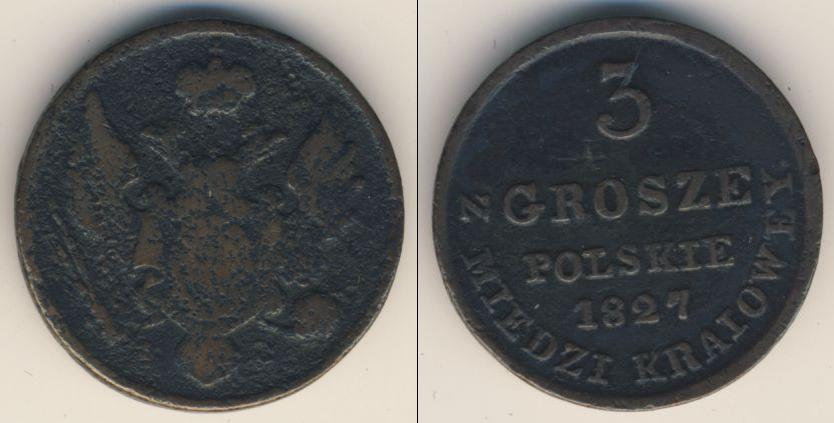 3
GROSZE
POLSKIE
1827
Z MIEDZI KRAIOWEY